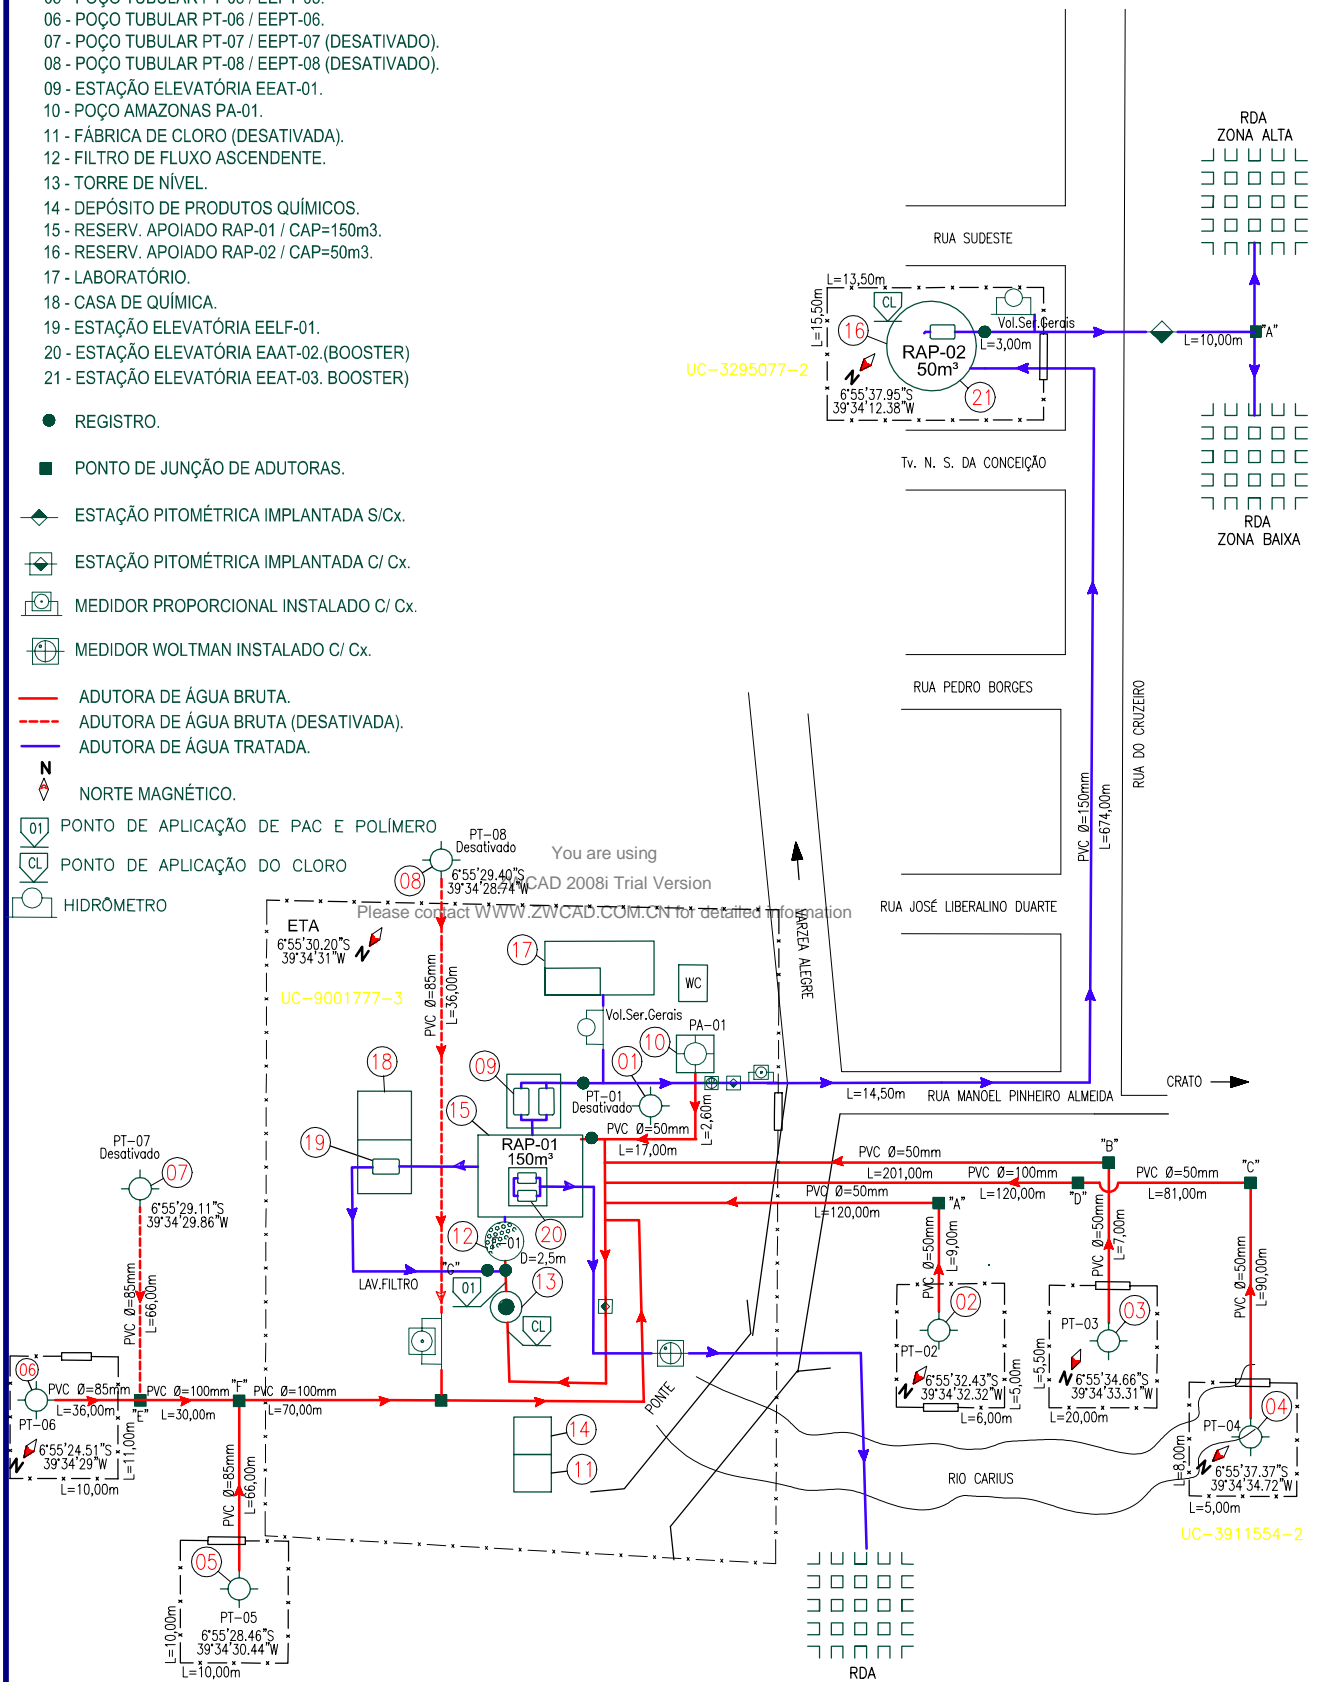 06 - POÇO TUBULAR PT-06 / EEPT-06.
07 - POÇO TUBULAR PT-07 / EEPT-07 (DESATIVADO).
08 - POÇO TUBULAR PT-08 / EEPT-08 (DESATIVADO).
09 - ESTAÇÃO ELEVATÓRIA EEAT-01.
10 - POÇO AMAZONAS PA-01.
11 - FÁBRICA DE CLORO (DESATIVADA).
12 - FILTRO DE FLUXO ASCENDENTE.
13 - TORRE DE NÍVEL.
14 - DEPÓSITO DE PRODUTOS QUÍMICOS.
15 - RESERV. APOIADO RAP-01 / CAP=150m3.
16 - RESERV. APOIADO RAP-02 / CAP=50m3.
17 - LABORATÓRIO.
18 - CASA DE QUÍMICA.
19 - ESTAÇÃO ELEVATÓRIA EELF-01.
20 - ESTAÇÃO ELEVATÓRIA EAAT-02.(BOOSTER)
21 - ESTAÇÃO ELEVATÓRIA EEAT-03. BOOSTER)
REGISTRO.
PONTO DE JUNÇÃO DE ADUTORAS.
ESTAÇÃO PITOMÉTRICA IMPLANTADA S/Cx.
ESTAÇÃO PITOMÉTRICA IMPLANTADA C/ Cx.
MEDIDOR PROPORCIONAL INSTALADO C/ Cx.
MEDIDOR WOLTMAN INSTALADO C/ Cx.
ADUTORA DE ÁGUA BRUTA.
ADUTORA DE ÁGUA BRUTA (DESATIVADA).
ADUTORA DE ÁGUA TRATADA.
N
NORTE MAGNÉTICO.
01 PONTO DE APLICAÇÃO DE PAC E POLÍMERO
CL PONTO DE APLICAÇÃO DO CLORO
HIDRÔMETRO
RDA
ZONA ALTA
RUA SUDESTE
L=13,50m
L=15,50m
CL
16
Vol.Ser.Gerais
L=3,00m
RAP-02
50m³
N
6°55'37.95"S
39°34'12.38"W
21
UC-3295077-2
L=10,00m
"A"
RDA
ZONA BAIXA
Tv. N. S. DA CONCEIÇÃO
RUA PEDRO BORGES
RUA DO CRUZEIRO
PVC Ø=150mm
L=674,00m
RUA JOSÉ LIBERALINO DUARTE
VARZEA ALEGRE
You are using
ZWCAD 2008i Trial Version
Please contact WWW.ZWCAD.COM.CN for detailed information
PT-08
Desativado
08
6°55'29.40"S
39°34'28.74"W
ETA
6°55'30.20"S
39°34'31"W
N
UC-9001777-3
PVC Ø=85mm
L=36,00m
17
WC
Vol.Ser.Gerais
PA-01
10
01
18
09
PT-01
Desativado
L=2,60m
L=14,50m
RUA MANOEL PINHEIRO ALMEIDA
CRATO
15
RAP-01
150m³
PVC Ø=50mm
L=17,00m
19
PT-07
Desativado
07
6°55'29.11"S
39°34'29.86"W
PVC Ø=50mm
L=201,00m
"B"
PVC Ø=100mm
L=120,00m
"D"
PVC Ø=50mm
L=81,00m
"C"
PVC Ø=50mm
L=120,00m
"A"
12
20
D=2,5m
"G"
LAV.FILTRO
01
13
CL
PVC Ø=85mm
L=66,00m
PVC Ø=50mm
L=9,00m
02
PT-02
N
6°55'32.43"S
39°34'32.32"W
L=5,00m
L=6,00m
PVC Ø=50mm
L=7,00m
03
PT-03
L=5,50m
N
6°55'34.66"S
39°34'33.31"W
L=20,00m
PVC Ø=50mm
L=90,00m
04
PT-04
L=8,00m
N
6°55'37.37"S
39°34'34.72"W
L=5,00m
UC-3911554-2
06
PVC Ø=85mm
L=36,00m
PT-06
N
6°55'24.51"S
39°34'29"W
L=11,00m
L=10,00m
"E"
PVC Ø=100mm
L=30,00m
"F"
PVC Ø=100mm
L=70,00m
PONTE
RIO CARIUS
14
11
PVC Ø=85mm
L=66,00m
05
PT-05
6°55'28.46"S
39°34'30.44"W
L=10,00m
L=10,00m
RDA